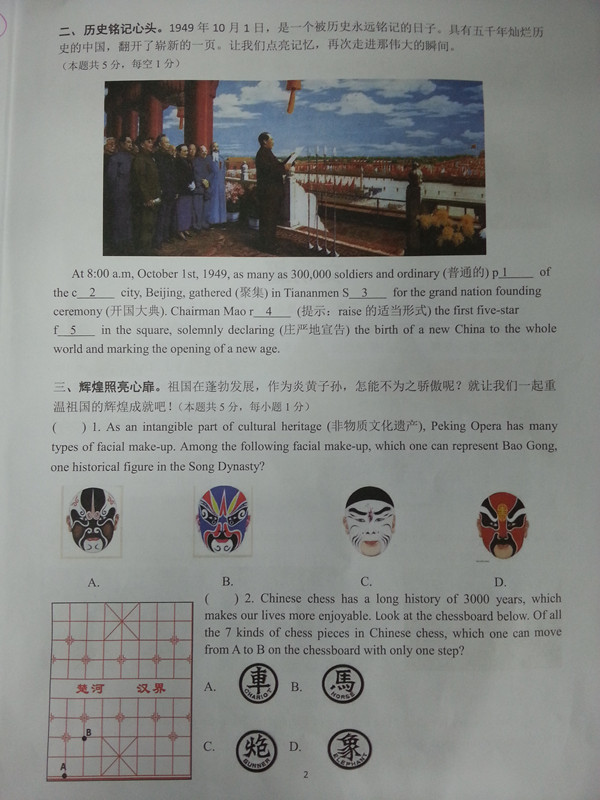 二、历史铭记心头。1949 年 10 月 1 日，是一个被历史永远铭记的日子。具有五千年灿烂历
史的中国，翻开了崭新的一页。让我们点亮记忆，再次走进那伟大的瞬间。
（本题共 5 分，每空 1 分）
At 8:00 a.m, October 1st, 1949, as many as 300,000 soldiers and ordinary (普通的) p 1 of
the c 2 city, Beijing, gathered (聚集) in Tiananmen S 3 for the grand nation founding
ceremony (开国大典). Chairman Mao r 4 (提示：raise 的适当形式) the first five-star
f 5 in the square, solemnly declaring (庄严地宣告) the birth of a new China to the whole
world and marking the opening of a new age.
三、辉煌照亮心扉。祖国在蓬勃发展，作为炎黄子孙，怎能不为之骄傲呢？就让我们一起重
温祖国的辉煌成就吧！（本题共 5 分，每小题 1 分）
( ) 1. As an intangible part of cultural heritage (非物质文化遗产), Peking Opera has many
types of facial make-up. Among the following facial make-up, which one can represent Bao Gong,
one historical figure in the Song Dynasty?
A. B. C. D.
( ) 2. Chinese chess has a long history of 3000 years, which
makes our lives more enjoyable. Look at the chessboard below. Of all
the 7 kinds of chess pieces in Chinese chess, which one can move
from A to B on the chessboard with only one step?
楚河 汉界
A. 車 CHARIOT B. 馬 HORSE
B
A
C. 炮 GUNNER D. 象 ELEPHANT
2